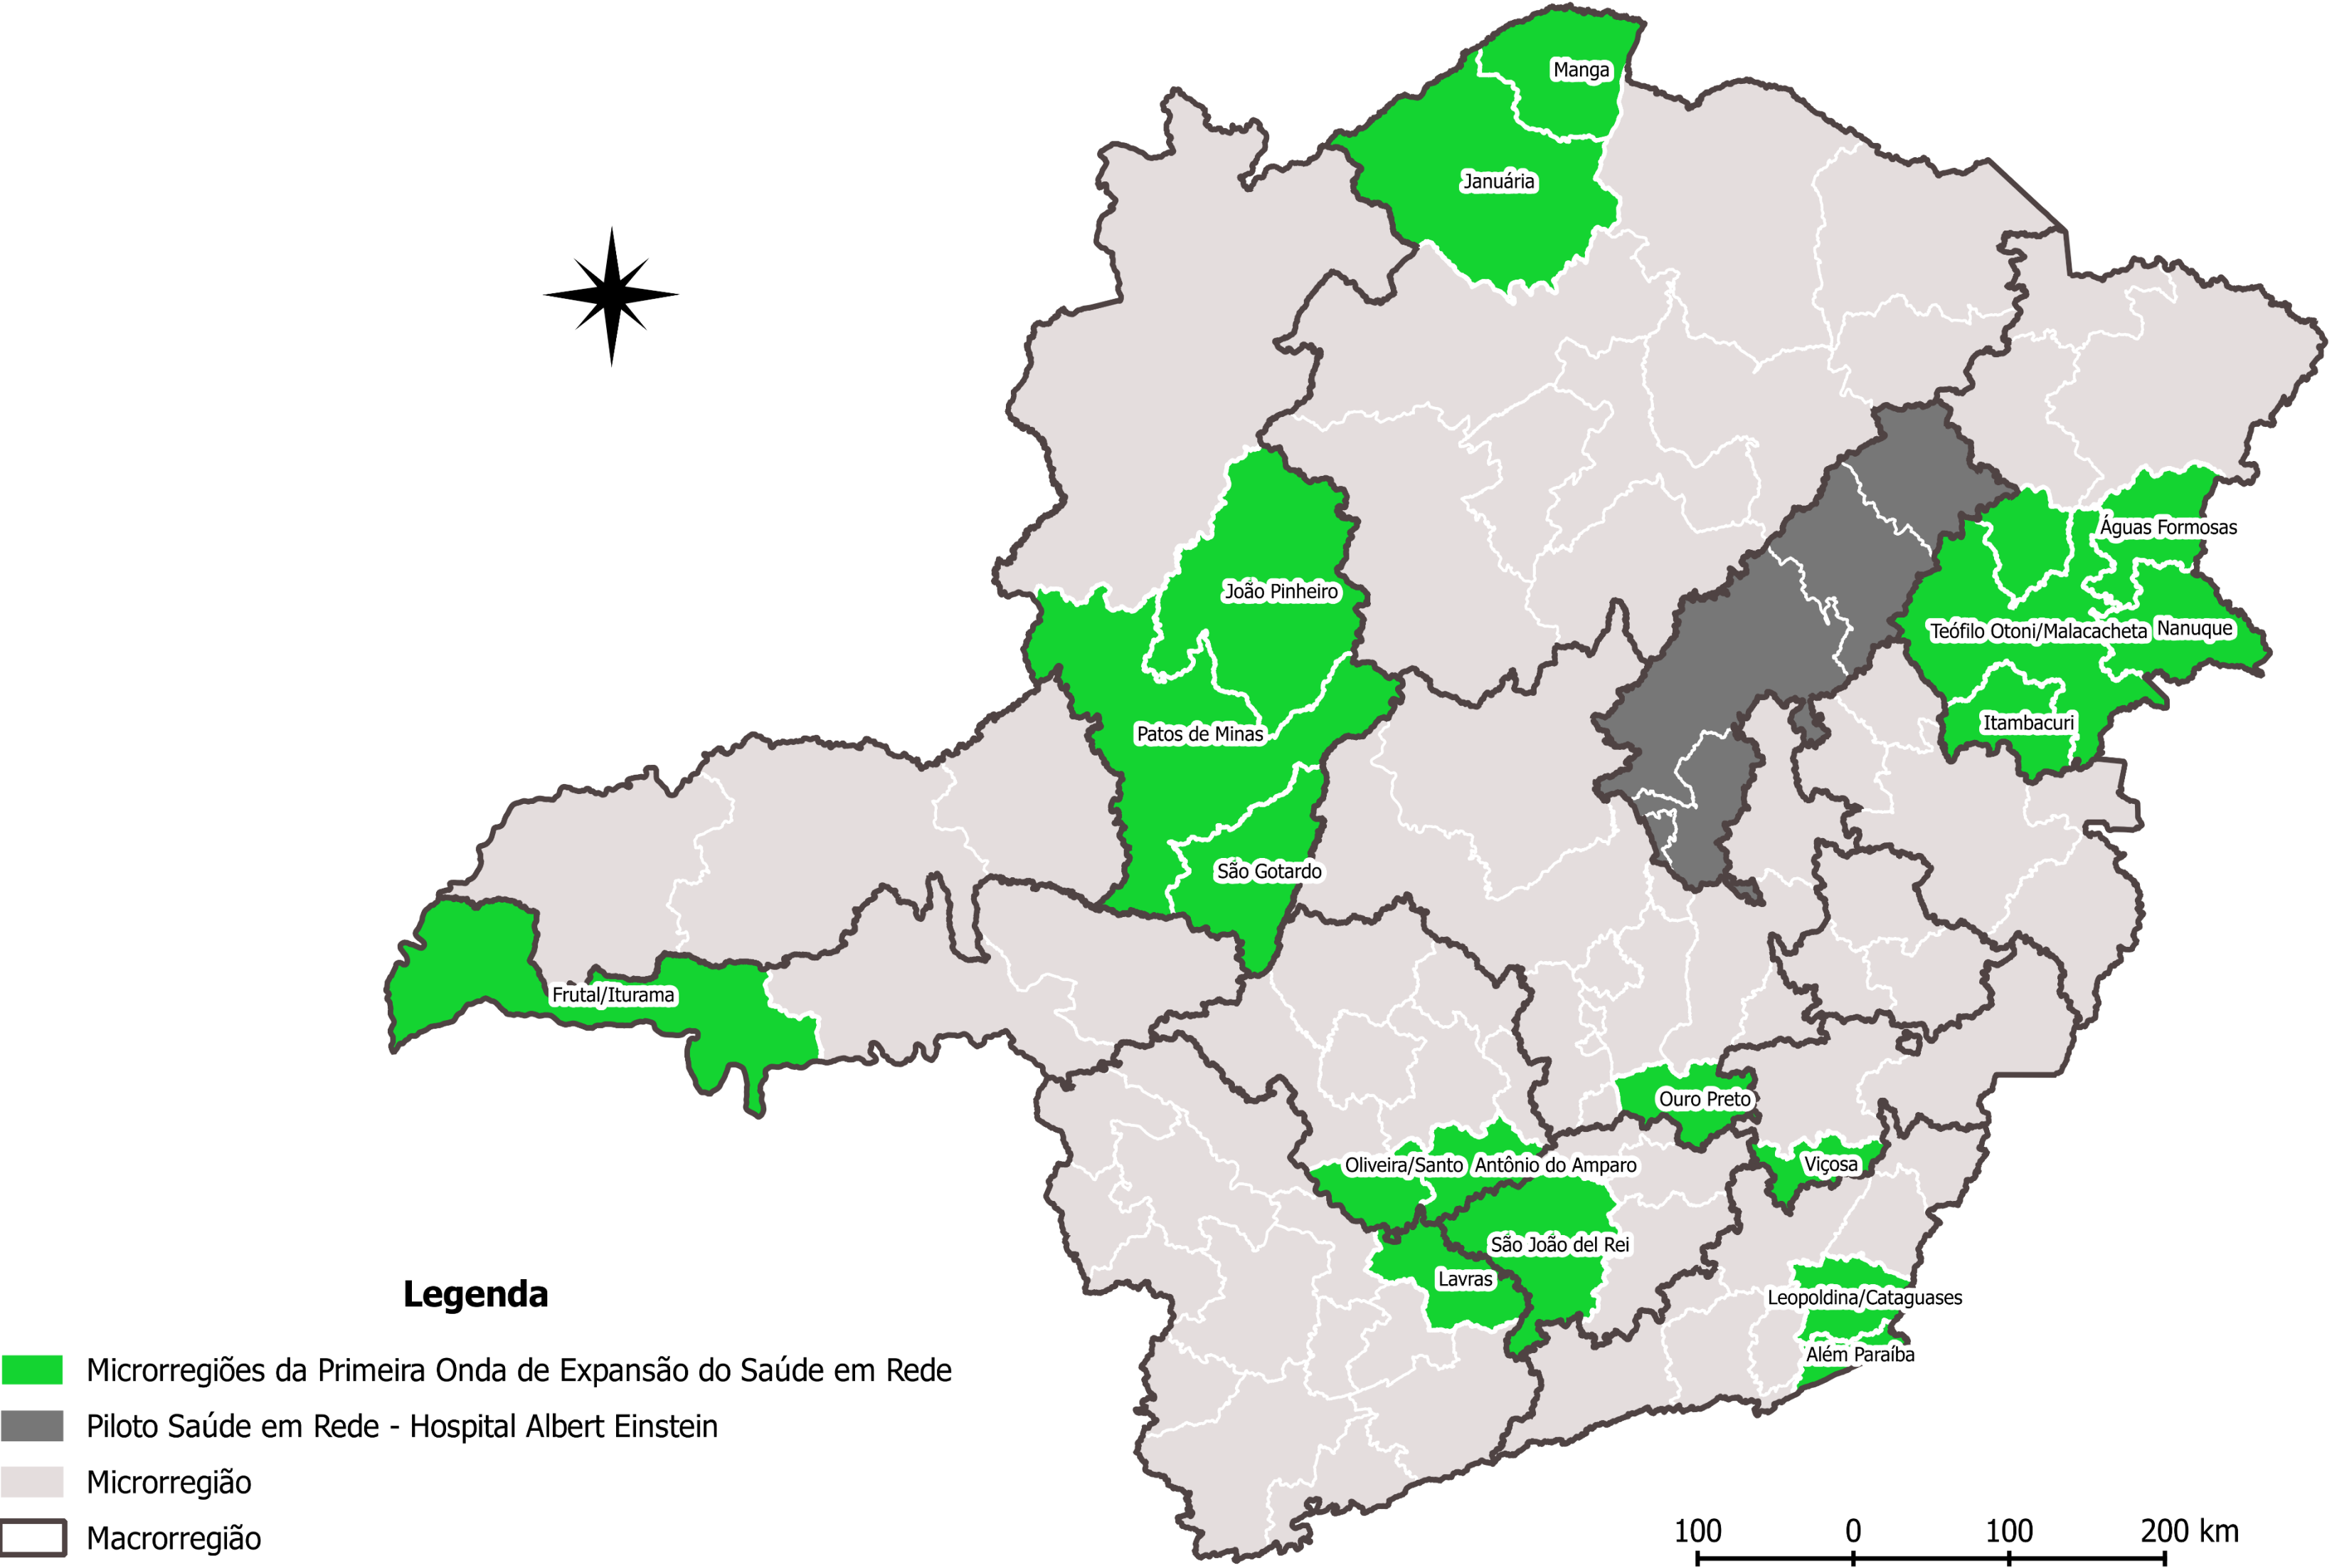 Manga
Januária
Águas Formosas
João Pinheiro
Teófilo Otoni/Malacacheta
Nanuque
Itambacuri
Patos de Minas
São Gotardo
Frutal/Iturama
Ouro Preto
Oliveira/Santo Antônio do Amparo
Viçosa
São João del Rei
Lavras
Leopoldina/Cataguases
Além Paraíba
Legenda
Microrregiões da Primeira Onda de Expansão do Saúde em Rede
Piloto Saúde em Rede - Hospital Albert Einstein
Microrregião
Macrorregião
100 0 100 200 km